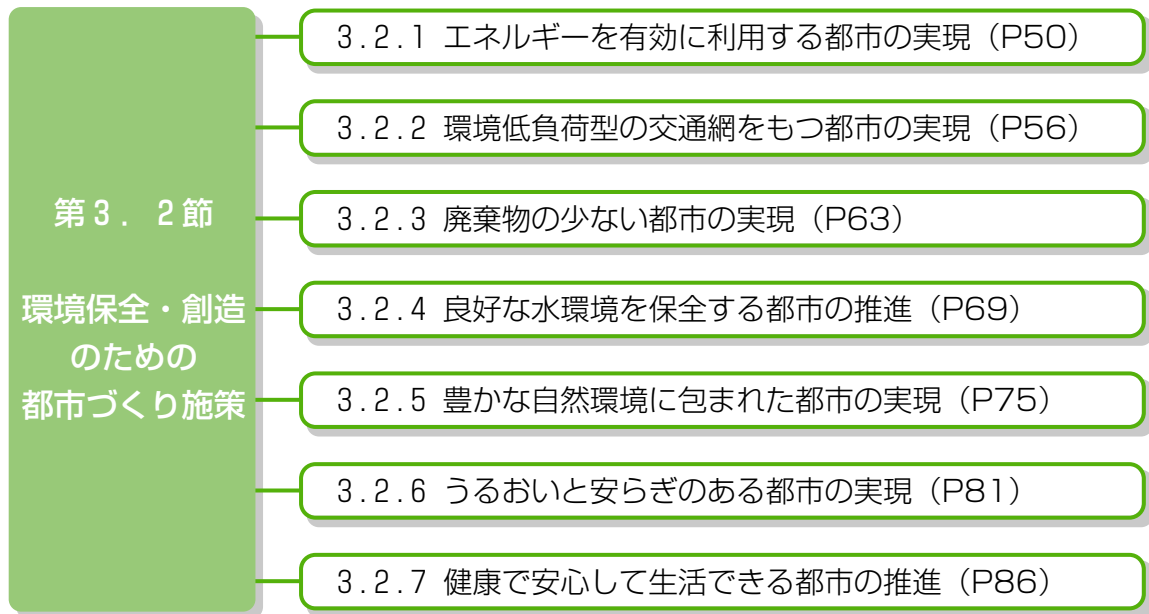 第3．2節
環境保全・創造
のための
都市づくり施策
3.2.1 エネルギーを有効に利用する都市の実現（P50）
3.2.2 環境低負荷型の交通網をもつ都市の実現（P56）
3.2.3 廃棄物の少ない都市の実現（P63）
3.2.4 良好な水環境を保全する都市の推進（P69）
3.2.5 豊かな自然環境に包まれた都市の実現（P75）
3.2.6 うるおいと安らぎのある都市の実現（P81）
3.2.7 健康で安心して生活できる都市の推進（P86）